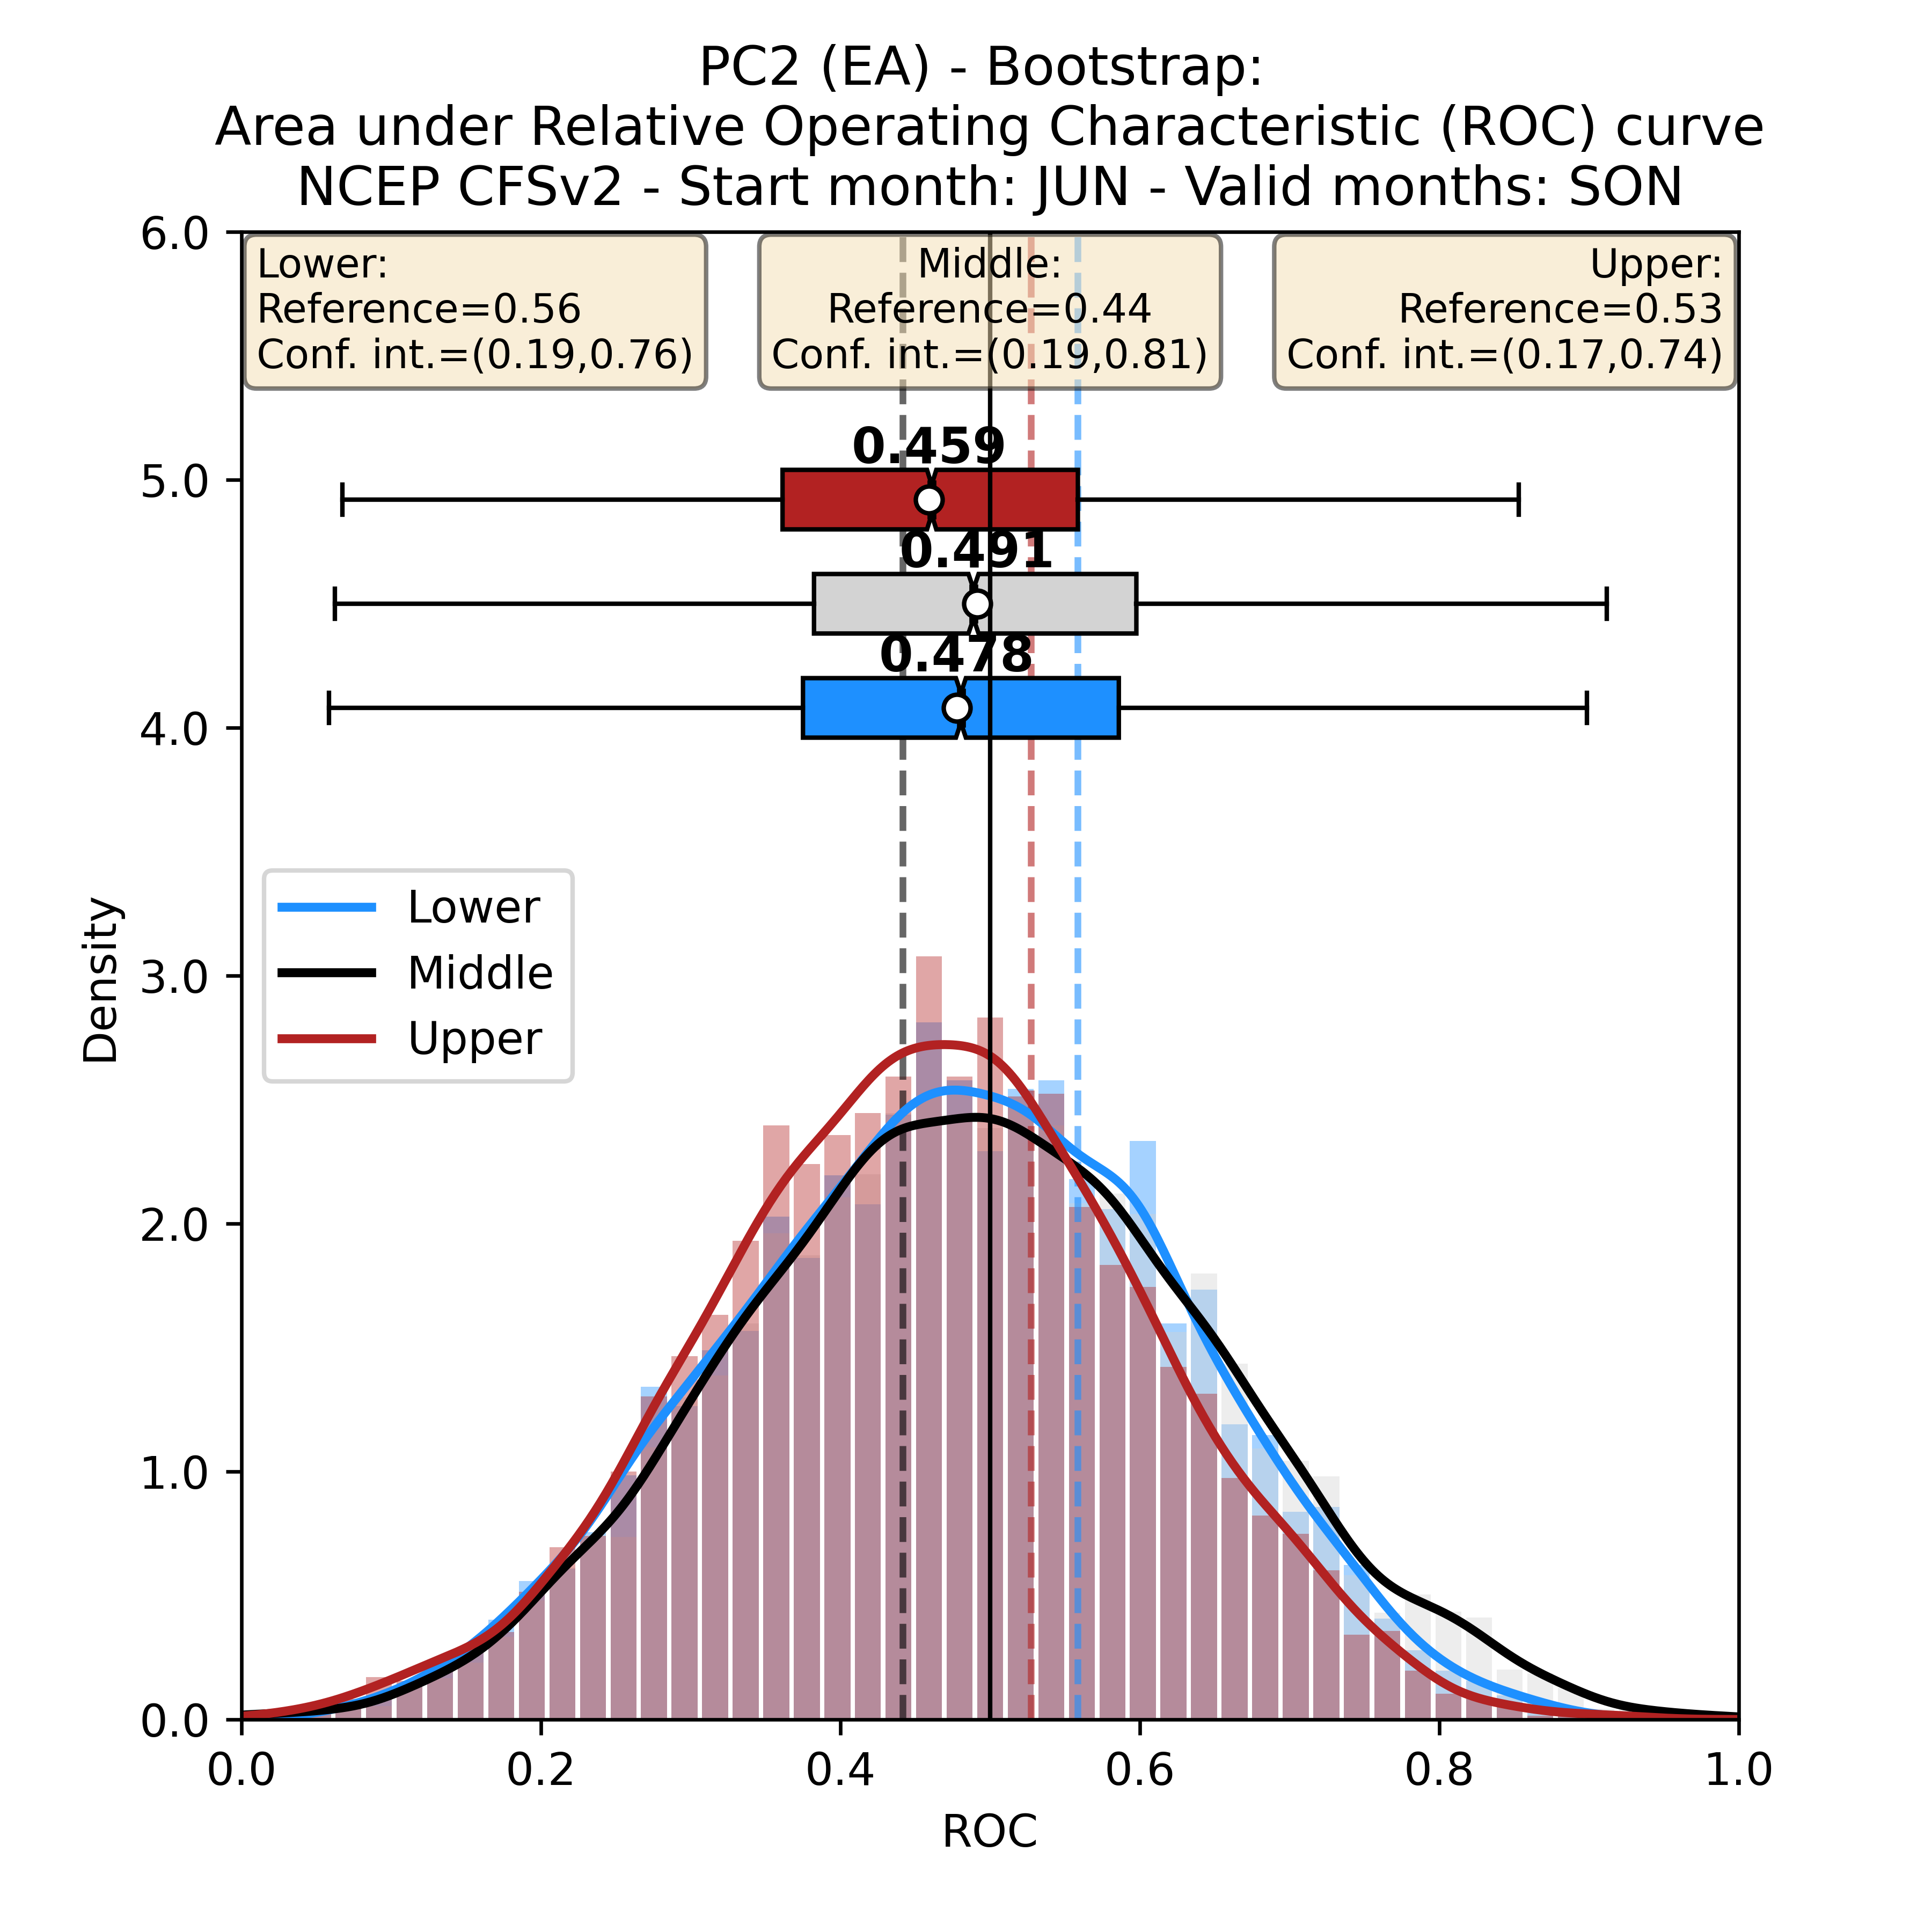 PC2 (EA) - Bootstrap:
Area under Relative Operating Characteristic (ROC) curve
NCEP CFSv2 - Start month: JUN - Valid months: SON
6.0
Lower:
Reference=0.56
Conf. int.=(0.19,0.76)
Middle:
Reference=0.44
Conf. int.=(0.19,0.81)
Upper:
Reference=0.53
Conf. int.=(0.17,0.74)
0.459
5.0
0.491
0.478
4.0
Lower
Middle
Upper
3.0
Density
2.0
1.0
0.0
0.0 0.2 0.4 0.6 0.8 1.0
ROC